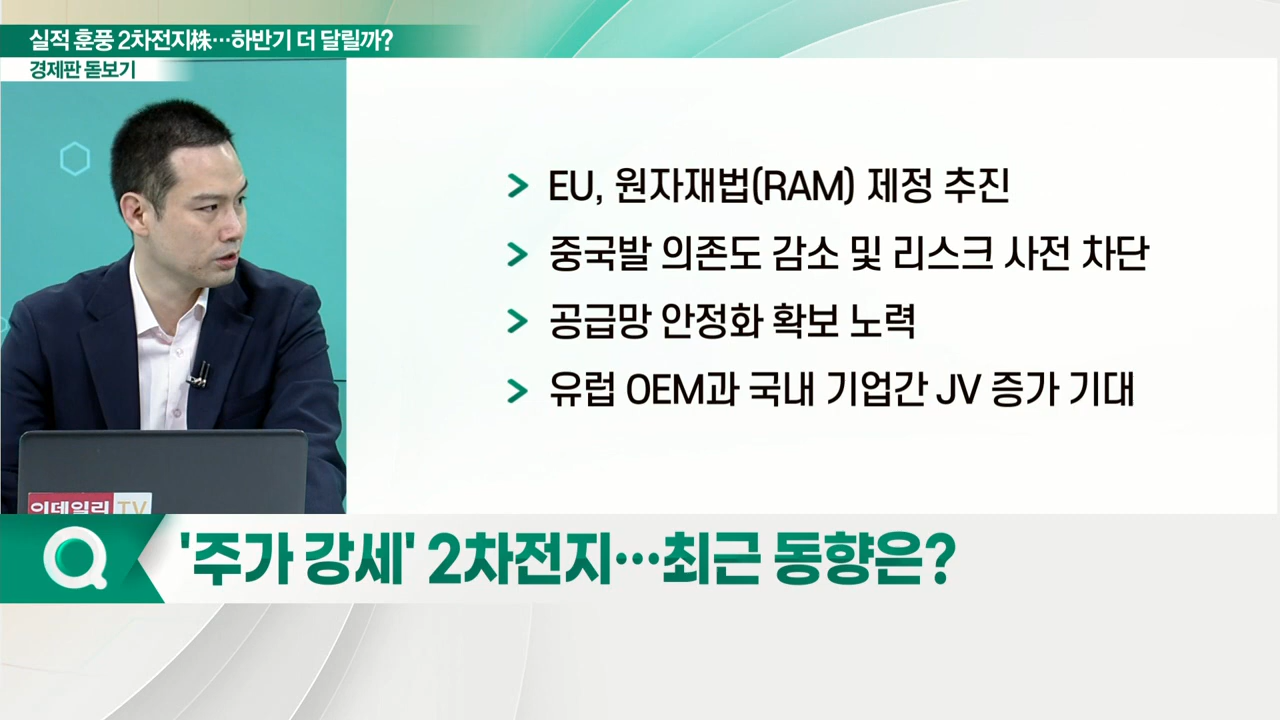 실적 훈풍 2차전지株…하반기 더 달릴까?
경제판 돋보기
> EU, 원자재법(RAM) 제정 추진
> 중국발 의존도 감소 및 리스크 사전 차단
> 공급망 안정화 확보 노력
> 유럽 OEM과 국내 기업간 JV 증가 기대
이데일리 TV
Q '주가 강세' 2차전지…최근 동향은?